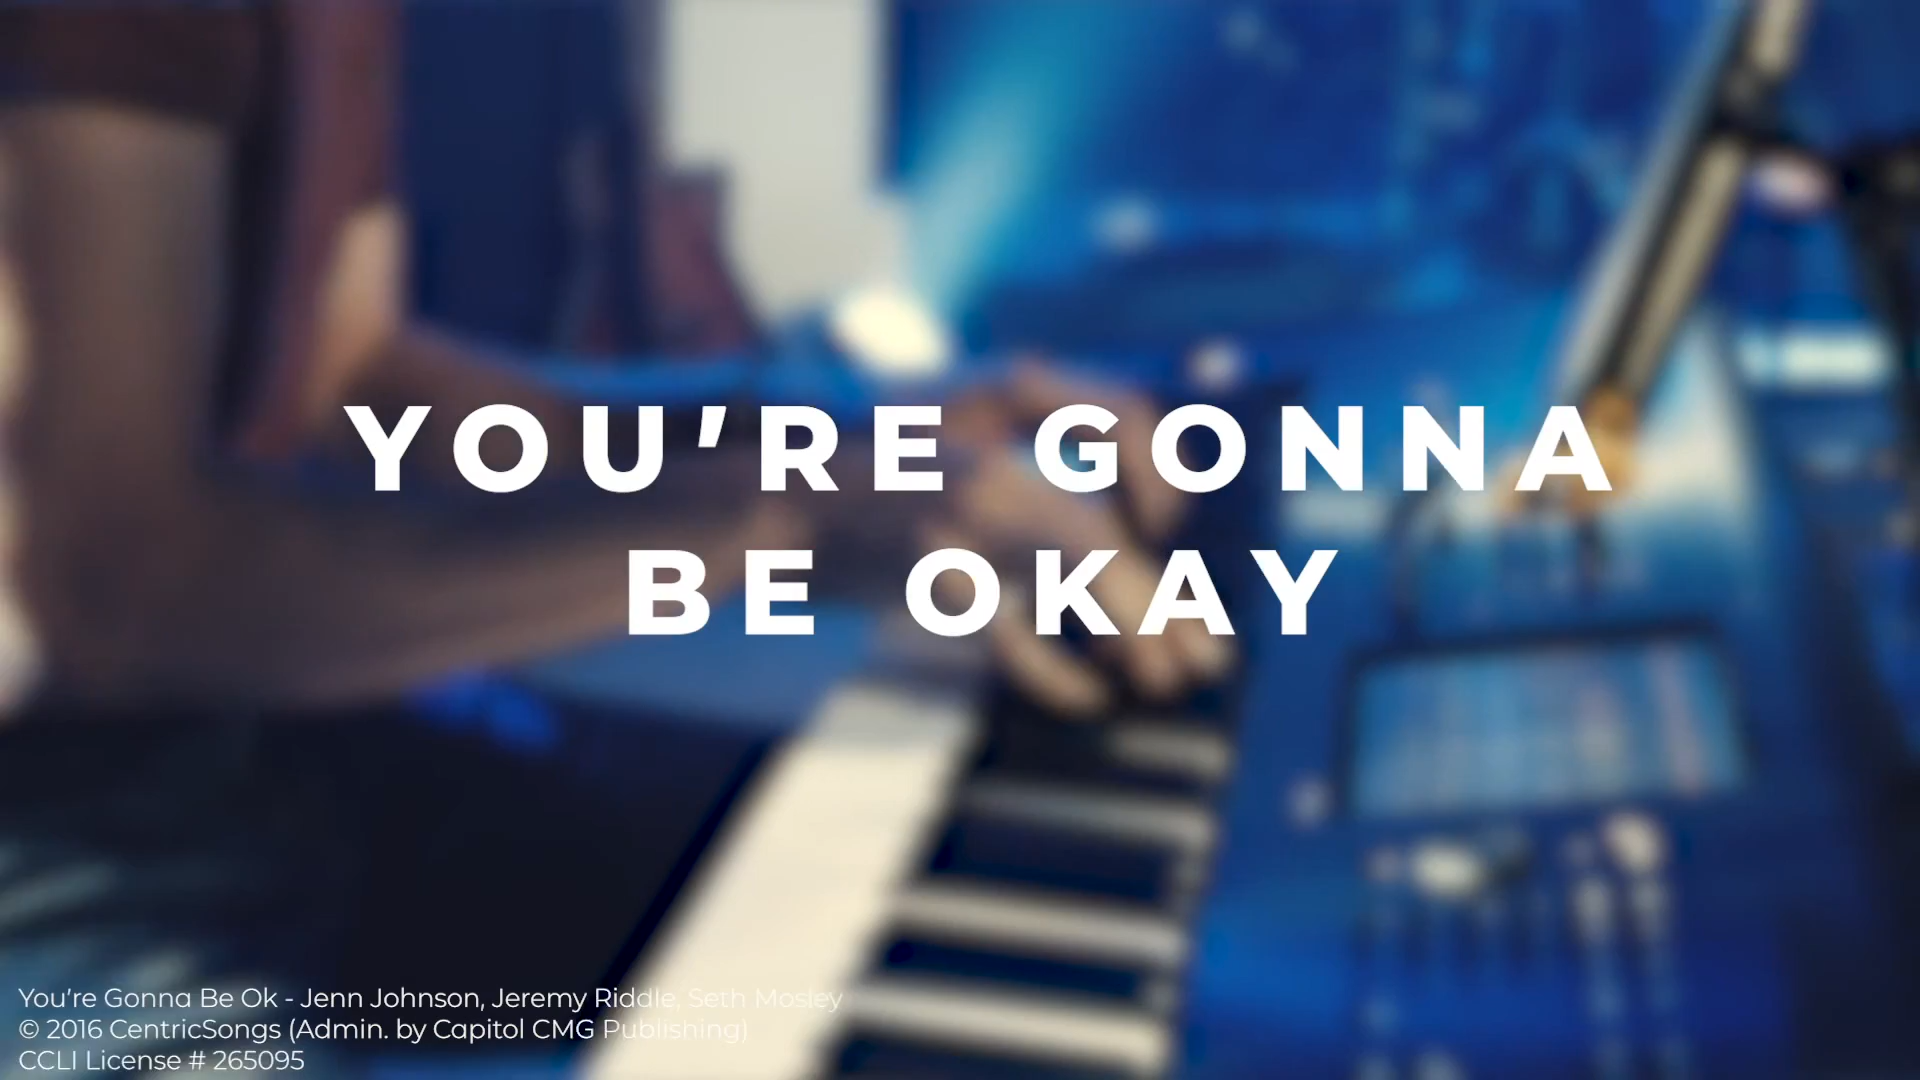 YOU'RE GONNA
BE OKAY
You're Gonna Be Ok - Jenn Johnson, Jeremy Riddle, Seth Mosley
© 2016 CentricSongs (Admin. by Capitol CMG Publishing)
CCLI License # 265095